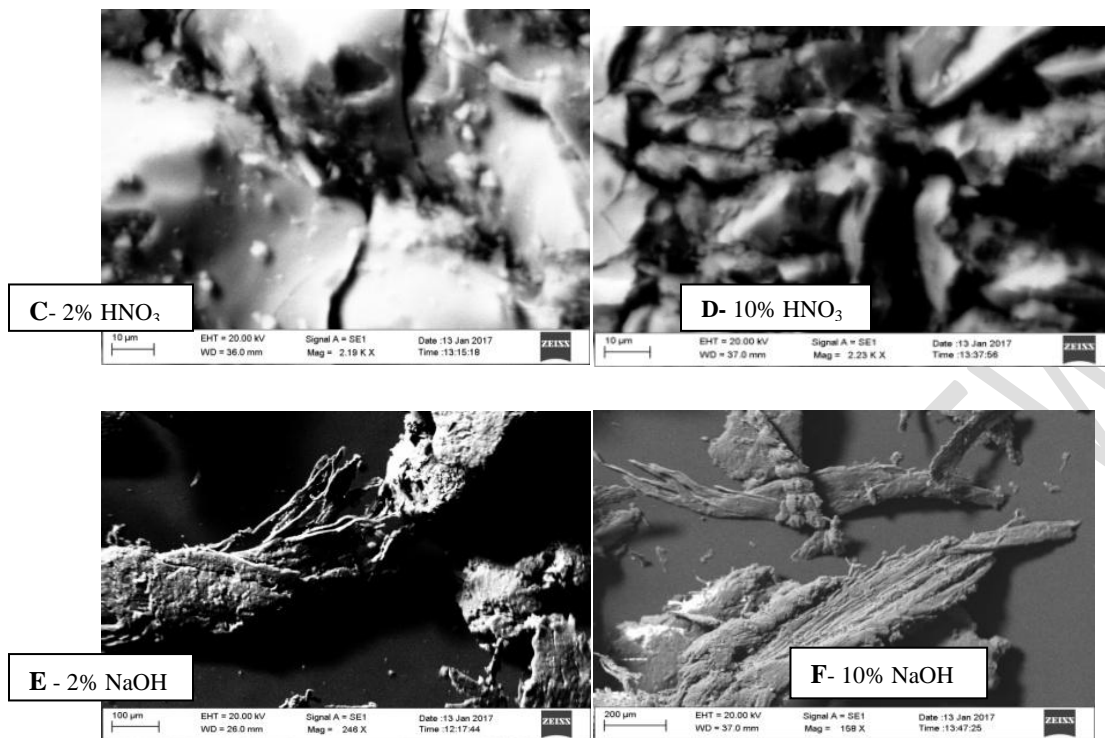 C- 2% HNO₃
10 µm
EHT = 20.00 kV
WD = 36.0 mm
Signal A = SE1
Mag = 2.19 K X
Date :13 Jan 2017
Time :13:15:18
ZEISS
D- 10% HNO₃
10 µm
EHT = 20.00 kV
WD = 37.0 mm
Signal A = SE1
Mag = 2.23 K X
Date :13 Jan 2017
Time :13:37:56
ZEISS
E - 2% NaOH
100 µm
EHT = 20.00 kV
WD = 26.0 mm
Signal A = SE1
Mag = 246 X
Date :13 Jan 2017
Time :12:17:44
ZEISS
F- 10% NaOH
200 µm
EHT = 20.00 kV
WD = 37.0 mm
Signal A = SE1
Mag = 158 X
Date :13 Jan 2017
Time :13:47:25
ZEISS